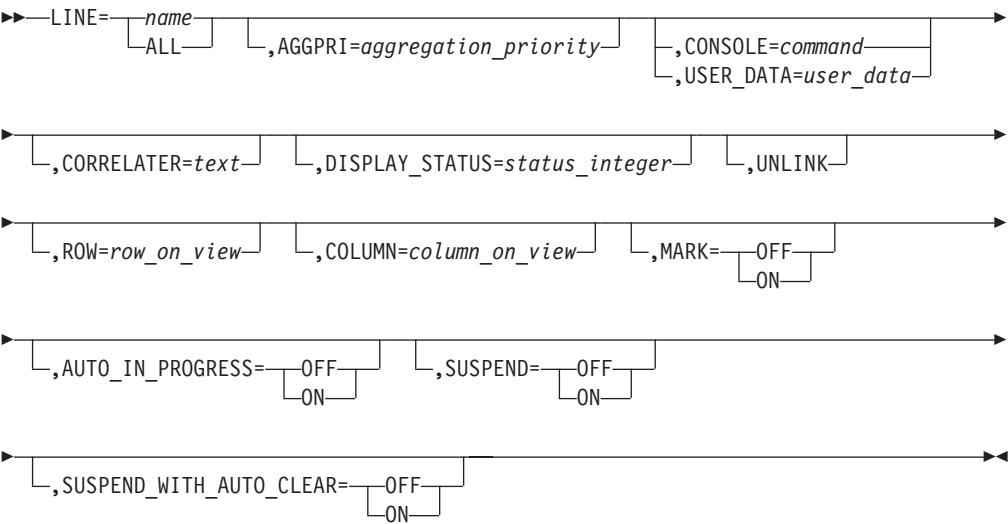 LINE= name ,AGGPRI=aggregation_priority ,CONSOLE=command
ALL ,USER_DATA=user_data
,CORRELATER=text ,DISPLAY_STATUS=status_integer ,UNLINK
,ROW=row_on_view ,COLUMN=column_on_view ,MARK= OFF
ON
,AUTO_IN_PROGRESS= OFF ,SUSPEND= OFF
ON ON
,SUSPEND_WITH_AUTO_CLEAR= OFF
ON